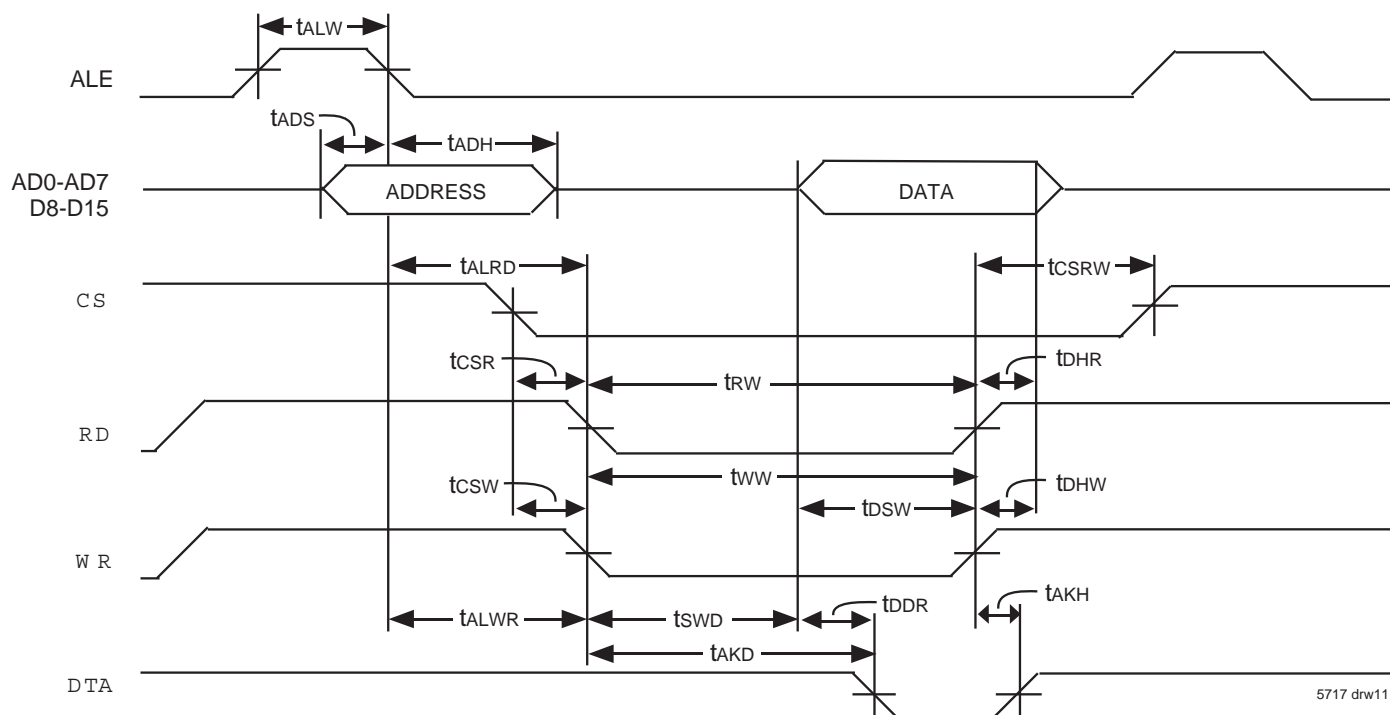 tALW
ALE
tADS
tADH
AD0-AD7
D8-D15
ADDRESS
DATA
tALRD
tCSRW
CS
tCSR
tRW
tDHR
RD
tCSW
tWW
tDHW
tDSW
WR
tALWR
tSWD
tDDR
tAKH
tAKD
DTA
5717 drw11